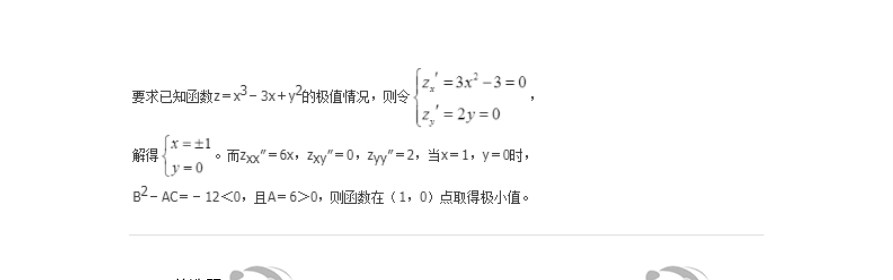 要求已知函数z=x³- 3x+y²的极值情况，则令{z_x′=3x²-3=0
z_y′=2y=0，
解得{x=±1
y=0。而zxx″=6x，zxy″=0，zyy″=2，当x=1，y=0时，
B²- AC=- 12＜0，且A=6＞0，则函数在（1，0）点取得极小值。